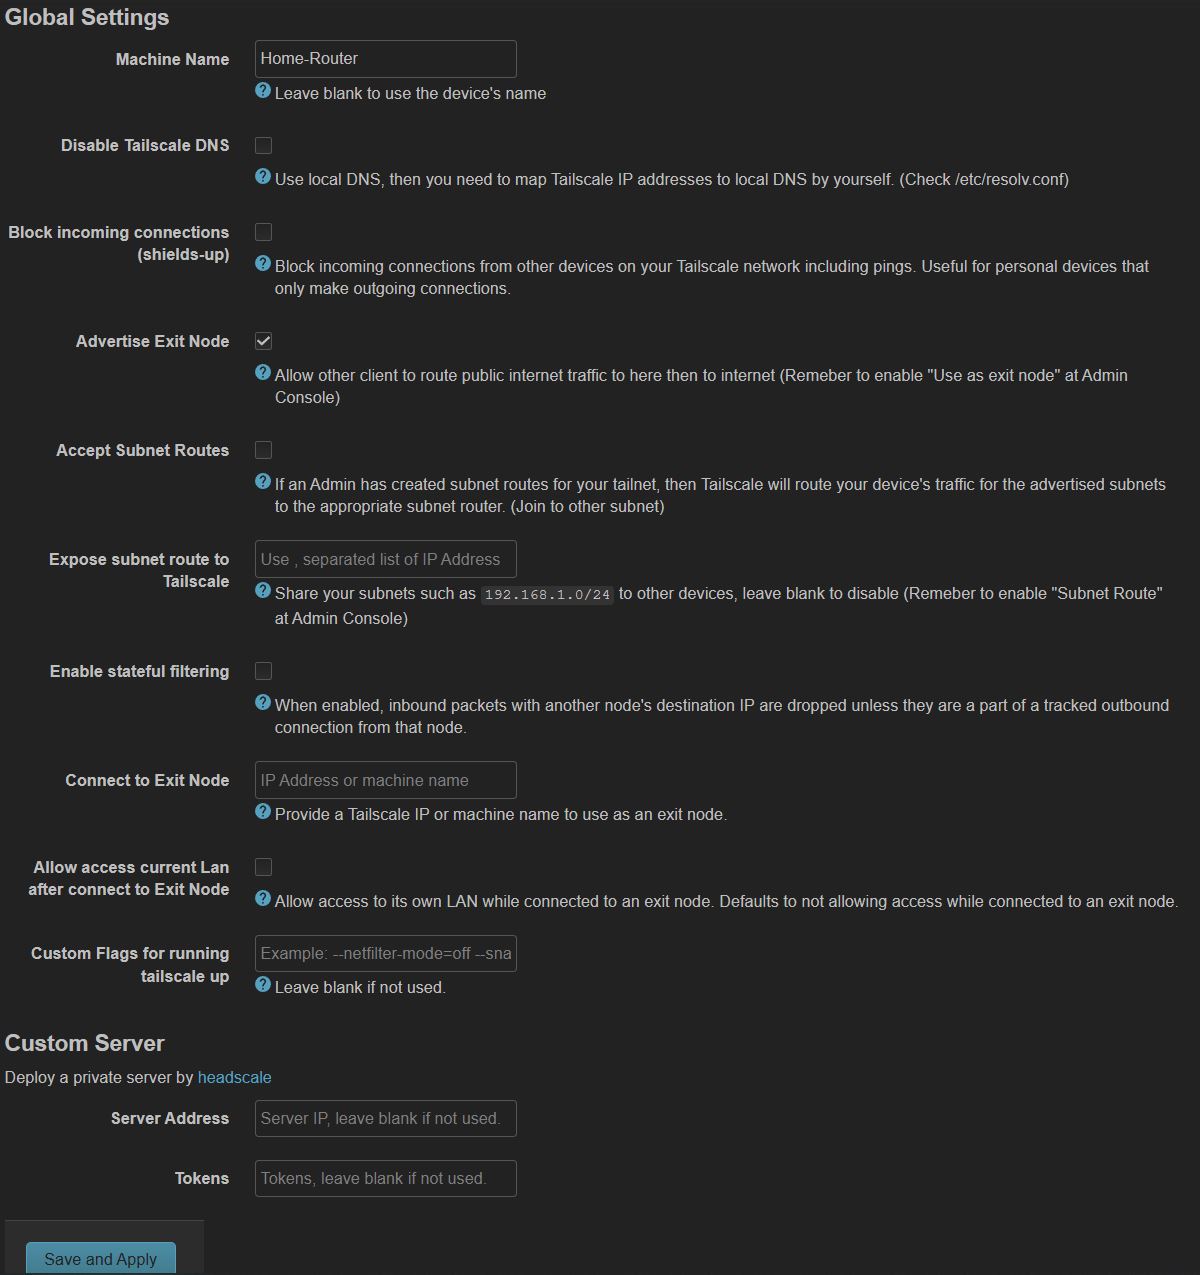 Global Settings
Machine Name
Home-Router
Leave blank to use the device's name
Disable Tailscale DNS
Use local DNS, then you need to map Tailscale IP addresses to local DNS by yourself. (Check /etc/resolv.conf)
Block incoming connections
(shields-up)
Block incoming connections from other devices on your Tailscale network including pings. Useful for personal devices that
only make outgoing connections.
Advertise Exit Node
Allow other client to route public internet traffic to here then to internet (Remeber to enable "Use as exit node" at Admin
Console)
Accept Subnet Routes
If an Admin has created subnet routes for your tailnet, then Tailscale will route your device's traffic for the advertised subnets
to the appropriate subnet router. (Join to other subnet)
Expose subnet route to
Tailscale
Use , separated list of IP Address
Share your subnets such as 192.168.1.0/24 to other devices, leave blank to disable (Remeber to enable "Subnet Route"
at Admin Console)
Enable stateful filtering
When enabled, inbound packets with another node's destination IP are dropped unless they are a part of a tracked outbound
connection from that node.
Connect to Exit Node
IP Address or machine name
Provide a Tailscale IP or machine name to use as an exit node.
Allow access current Lan
after connect to Exit Node
Allow access to its own LAN while connected to an exit node. Defaults to not allowing access while connected to an exit node.
Custom Flags for running
tailscale up
Example: --netfilter-mode=off --sna
Leave blank if not used.
Custom Server
Deploy a private server by headscale
Server Address
Server IP, leave blank if not used.
Tokens
Tokens, leave blank if not used.
Save and Apply